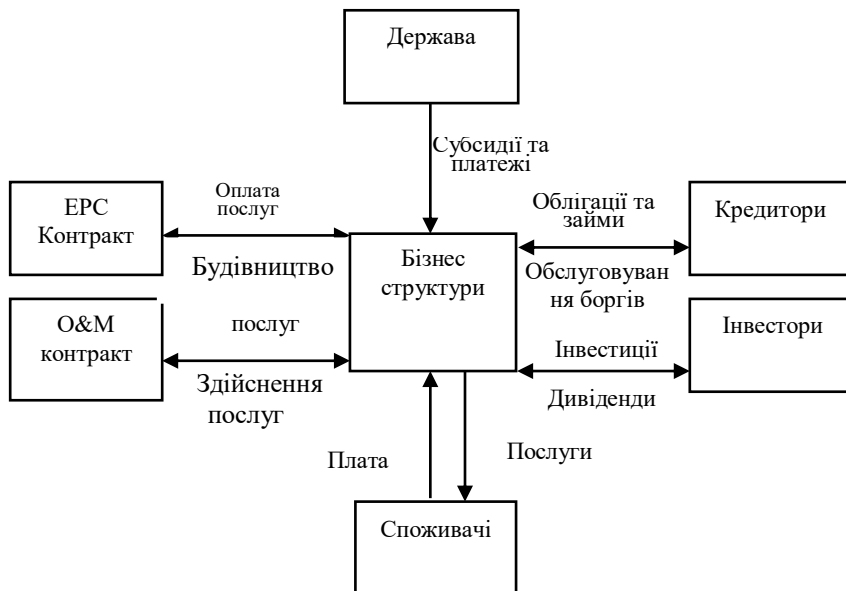 Держава
Субсидії та
платежі
ЕРС
Контракт
Оплата
послуг
Будівництво
Бізнес
структури
Облігації та
займи
Кредитори
Обслуговуван
ня боргів
О&М
контракт
послуг
Здійснення
послуг
Інвестиції
Дивіденди
Інвестори
Плата
Послуги
Споживачі